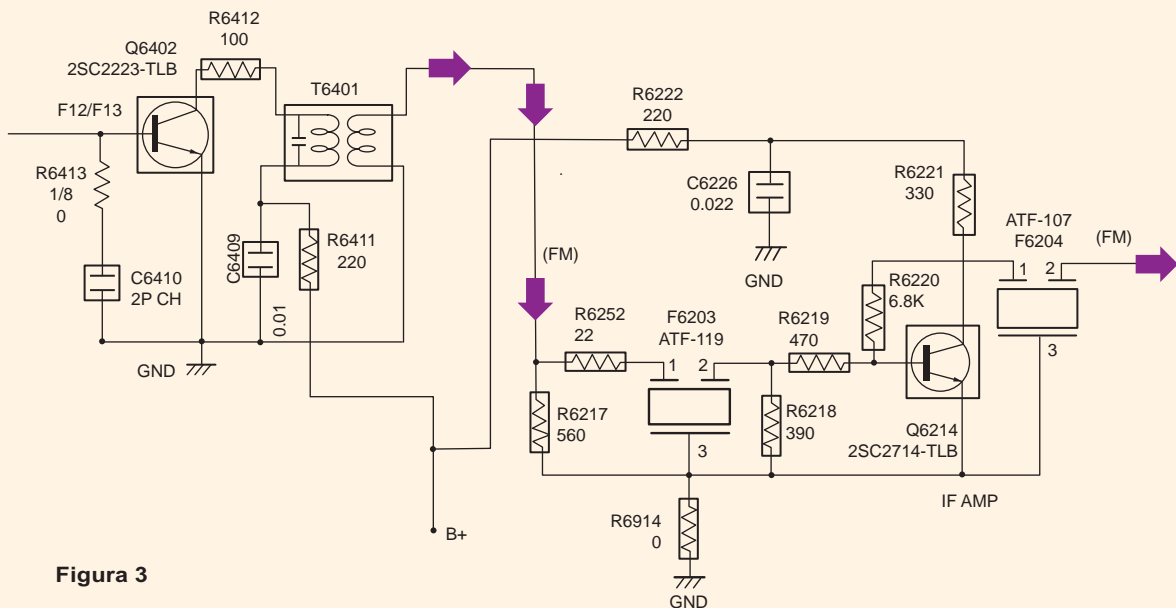 R6412
100
Q6402
2SC2223-TLB
F12/F13
T6401
R6413
1/8
0
C6410
2P CH
C6409
0.01
R6411
220
GND
B+
R6222
220
C6226
0.022
GND
R6221
330
ATF-107
F6204
(FM)
1
2
3
(FM)
R6252
22
F6203
ATF-119
1
2
3
R6219
470
R6220
6.8K
R6217
560
R6218
390
Q6214
2SC2714-TLB
IF AMP
R6914
0
GND
Figura 3